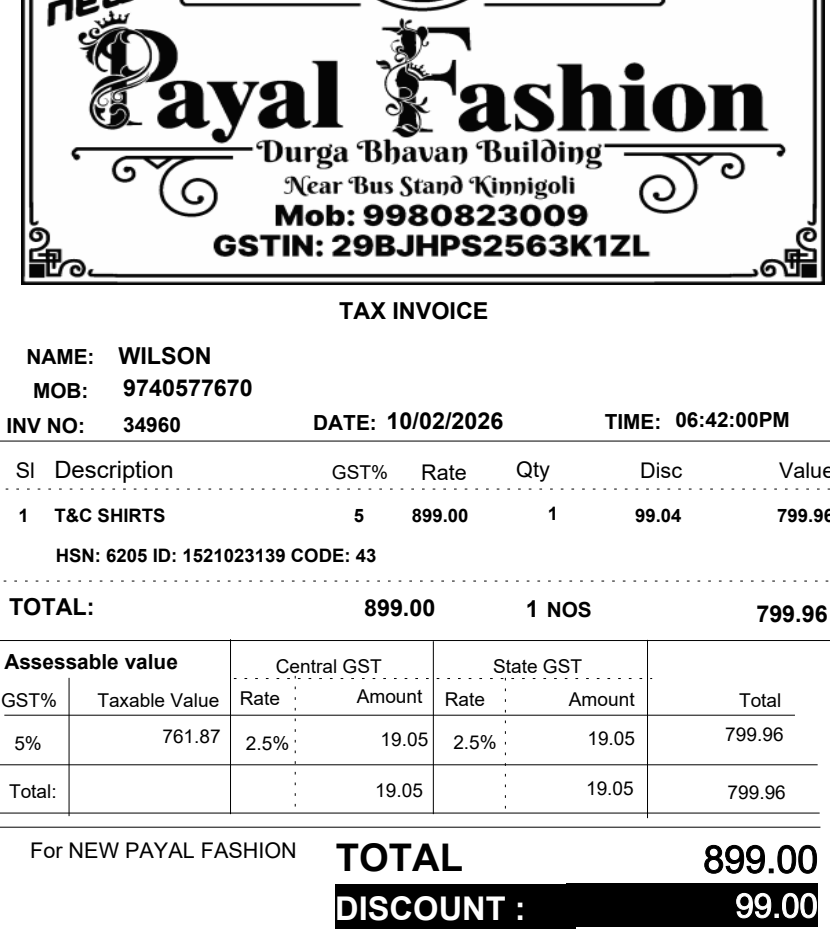 new
Payal Fashion
Durga Bhavan Building
Near Bus Stand Kinnigoli
Mob: 9980823009
GSTIN: 29BJHPS2563K1ZL
TAX INVOICE
NAME: WILSON
MOB: 9740577670
INV NO: 34960 DATE: 10/02/2026 TIME: 06:42:00PM
Sl Description GST% Rate Qty Disc Value
1 T&C SHIRTS 5 899.00 1 99.04 799.96
HSN: 6205 ID: 1521023139 CODE: 43
TOTAL: 899.00 1 NOS 799.96
Assessable value Central GST State GST
GST% Taxable Value Rate Amount Rate Amount Total
5% 761.87 2.5% 19.05 2.5% 19.05 799.96
Total: 19.05 19.05 799.96
For NEW PAYAL FASHION TOTAL 899.00
DISCOUNT : 99.00